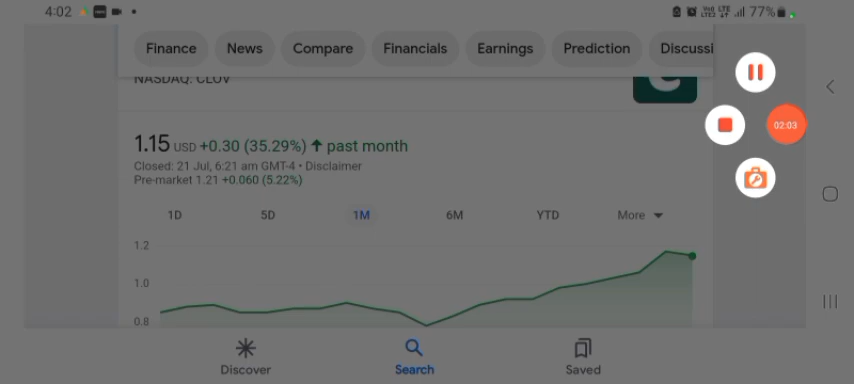 4:02 77%
Finance News Compare Financials Earnings Prediction Discussi
NASDAQ: CLOV
1.15 USD +0.30 (35.29%) ↑ past month
Closed: 21 Jul, 6:21 am GMT-4 • Disclaimer
Pre-market 1.21 +0.060 (5.22%)
1D 5D 1M 6M YTD More
1.2
1.0
0.8
02:03
Discover Search Saved